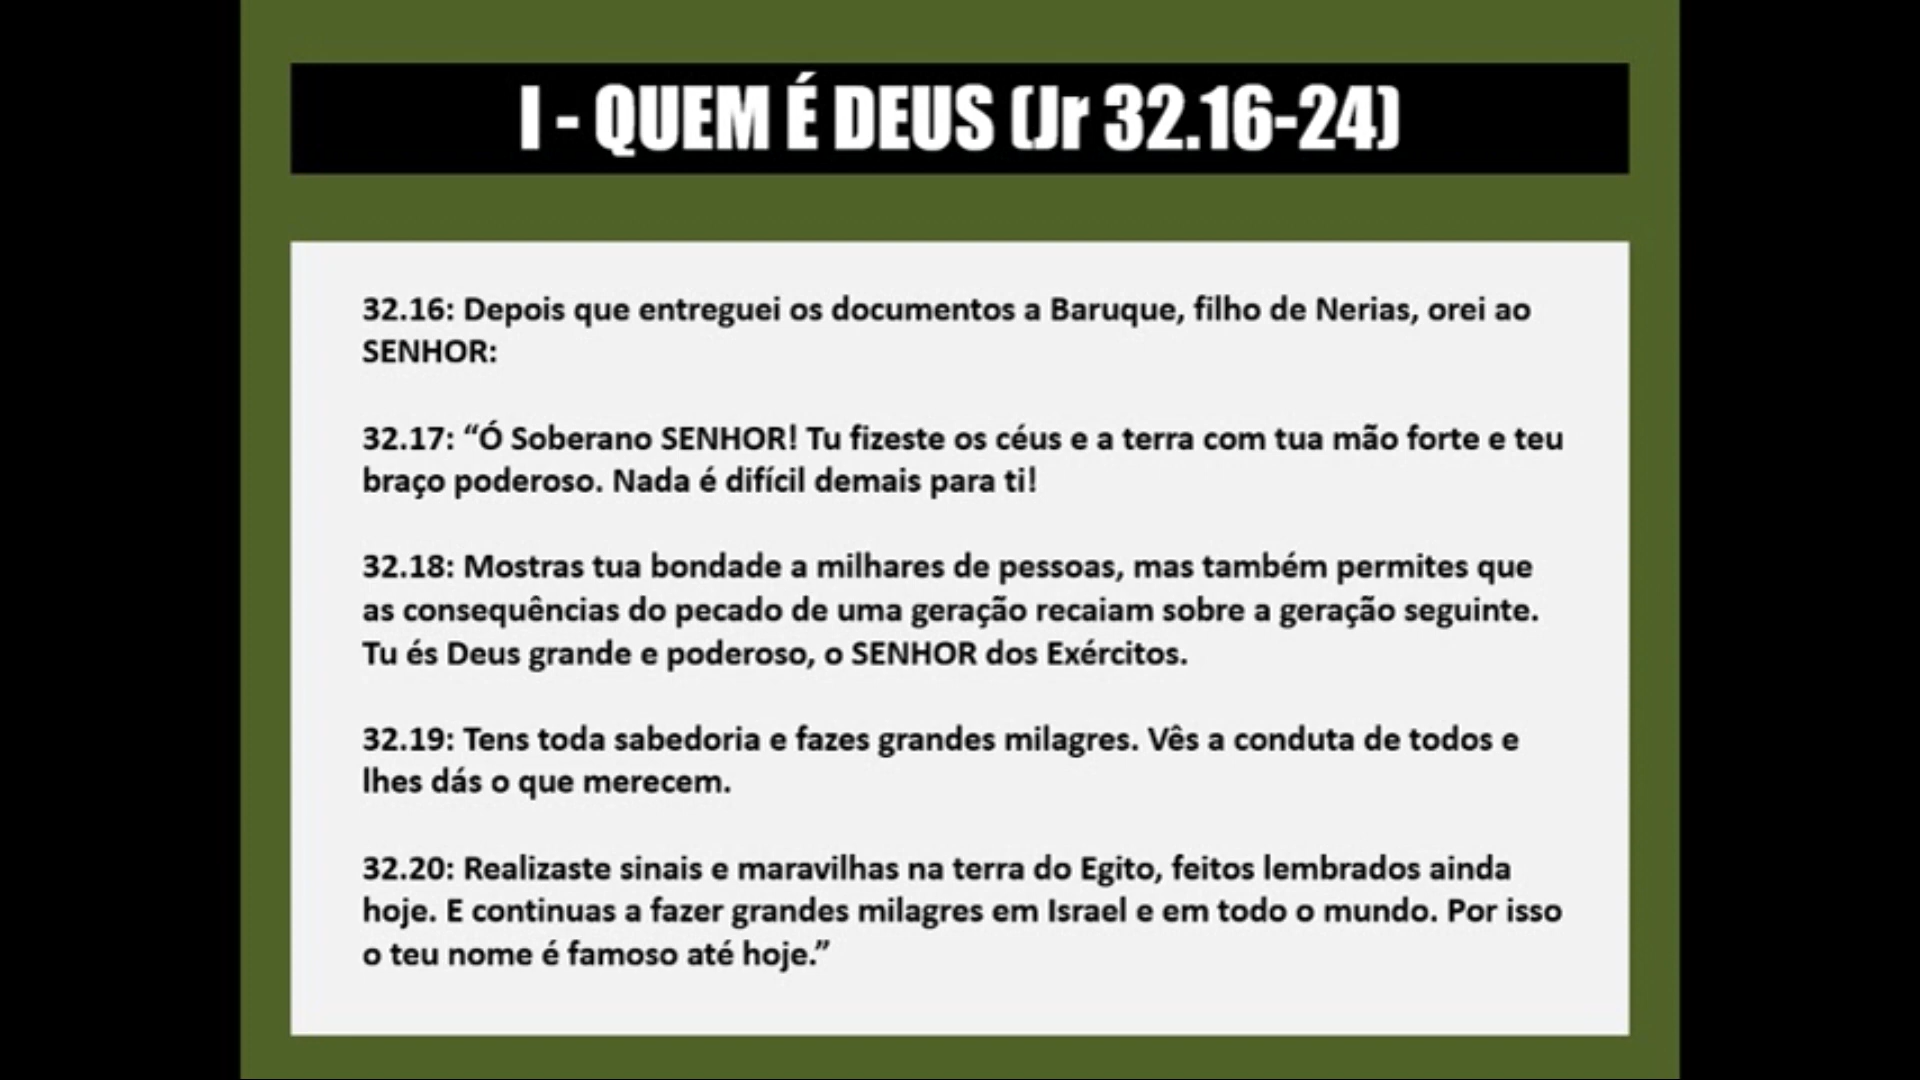 I - QUEM É DEUS (Jr 32.16-24)
32.16: Depois que entreguei os documentos a Baruque, filho de Nerias, orei ao
SENHOR:
32.17: “Ó Soberano SENHOR! Tu fizeste os céus e a terra com tua mão forte e teu
braço poderoso. Nada é difícil demais para ti!
32.18: Mostras tua bondade a milhares de pessoas, mas também permites que
as consequências do pecado de uma geração recaiam sobre a geração seguinte.
Tu és Deus grande e poderoso, o SENHOR dos Exércitos.
32.19: Tens toda sabedoria e fazes grandes milagres. Vês a conduta de todos e
lhes dás o que merecem.
32.20: Realizaste sinais e maravilhas na terra do Egito, feitos lembrados ainda
hoje. E continuas a fazer grandes milagres em Israel e em todo o mundo. Por isso
o teu nome é famoso até hoje.”